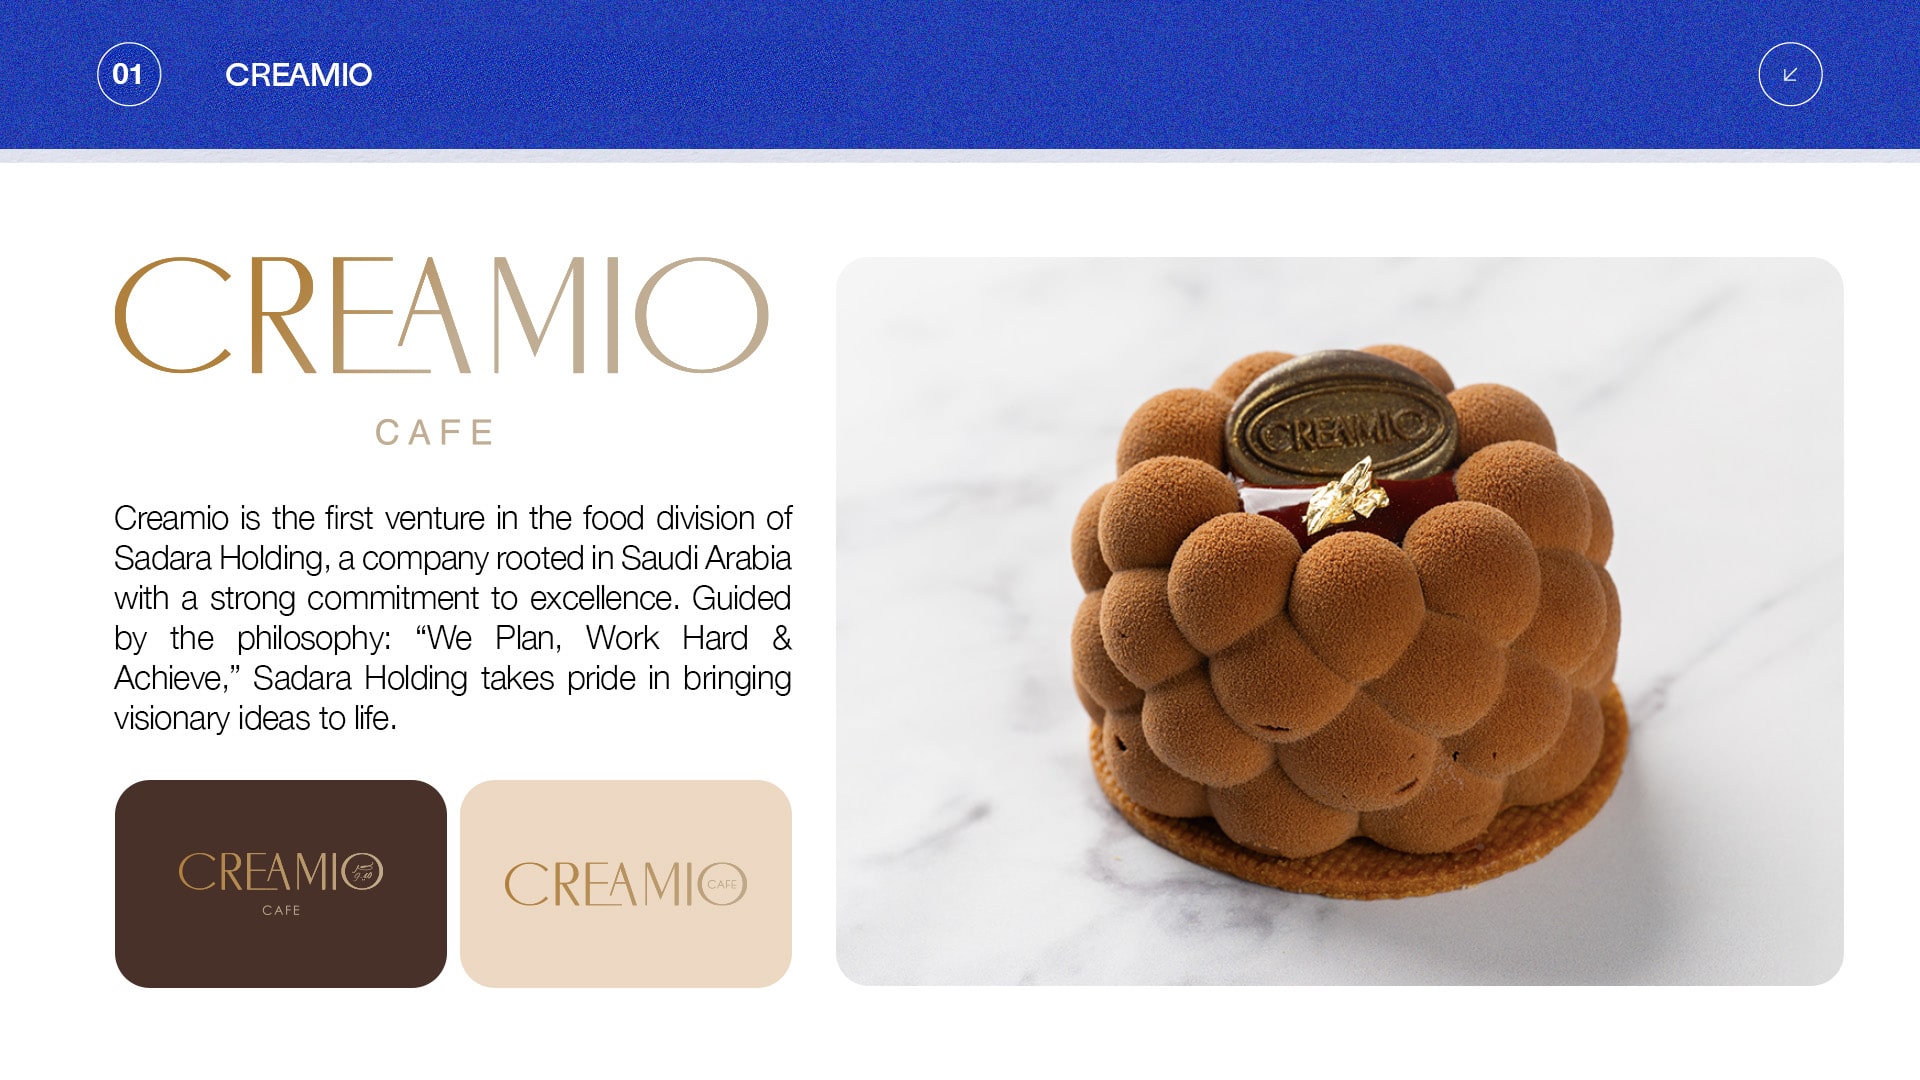 01
CREAMIO
CREAMIO
CAFE
Creamio is the first venture in the food division of
Sadara Holding, a company rooted in Saudi Arabia
with a strong commitment to excellence. Guided
by the philosophy: “We Plan, Work Hard &
Achieve,” Sadara Holding takes pride in bringing
visionary ideas to life.
CREAMIO
CAFE
CREAMIO
CAFE
CREAMIO